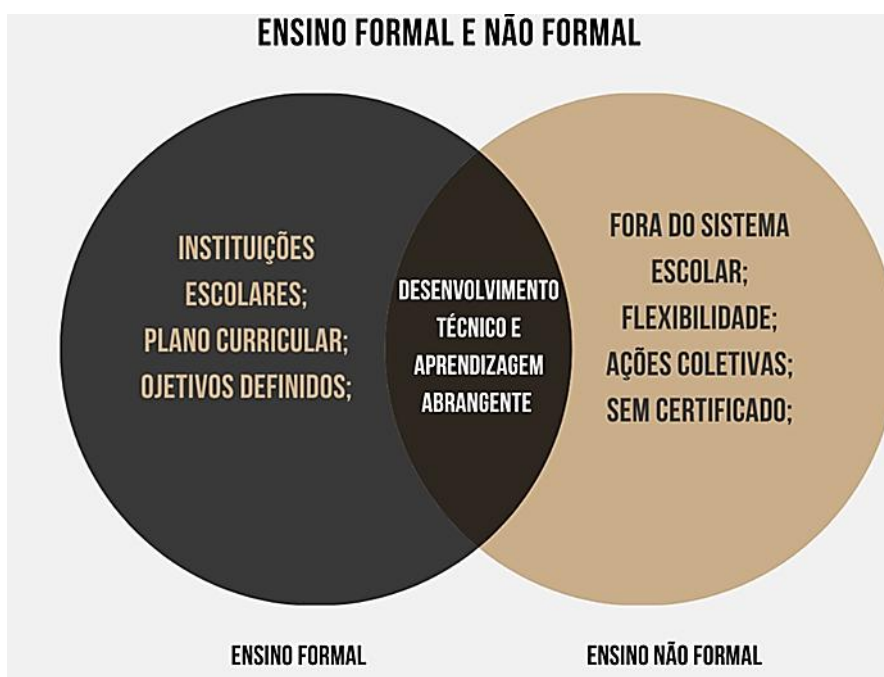 ENSINO FORMAL E NÃO FORMAL
INSTITUIÇÕES
ESCOLARES;
PLANO CURRICULAR;
OJETIVOS DEFINIDOS;
DESENVOLVIMENTO
TÉCNICO E
APRENDIZAGEM
ABRANGENTE
FORA DO SISTEMA
ESCOLAR;
FLEXIBILIDADE;
AÇÕES COLETIVAS;
SEM CERTIFICADO;
ENSINO FORMAL
ENSINO NÃO FORMAL